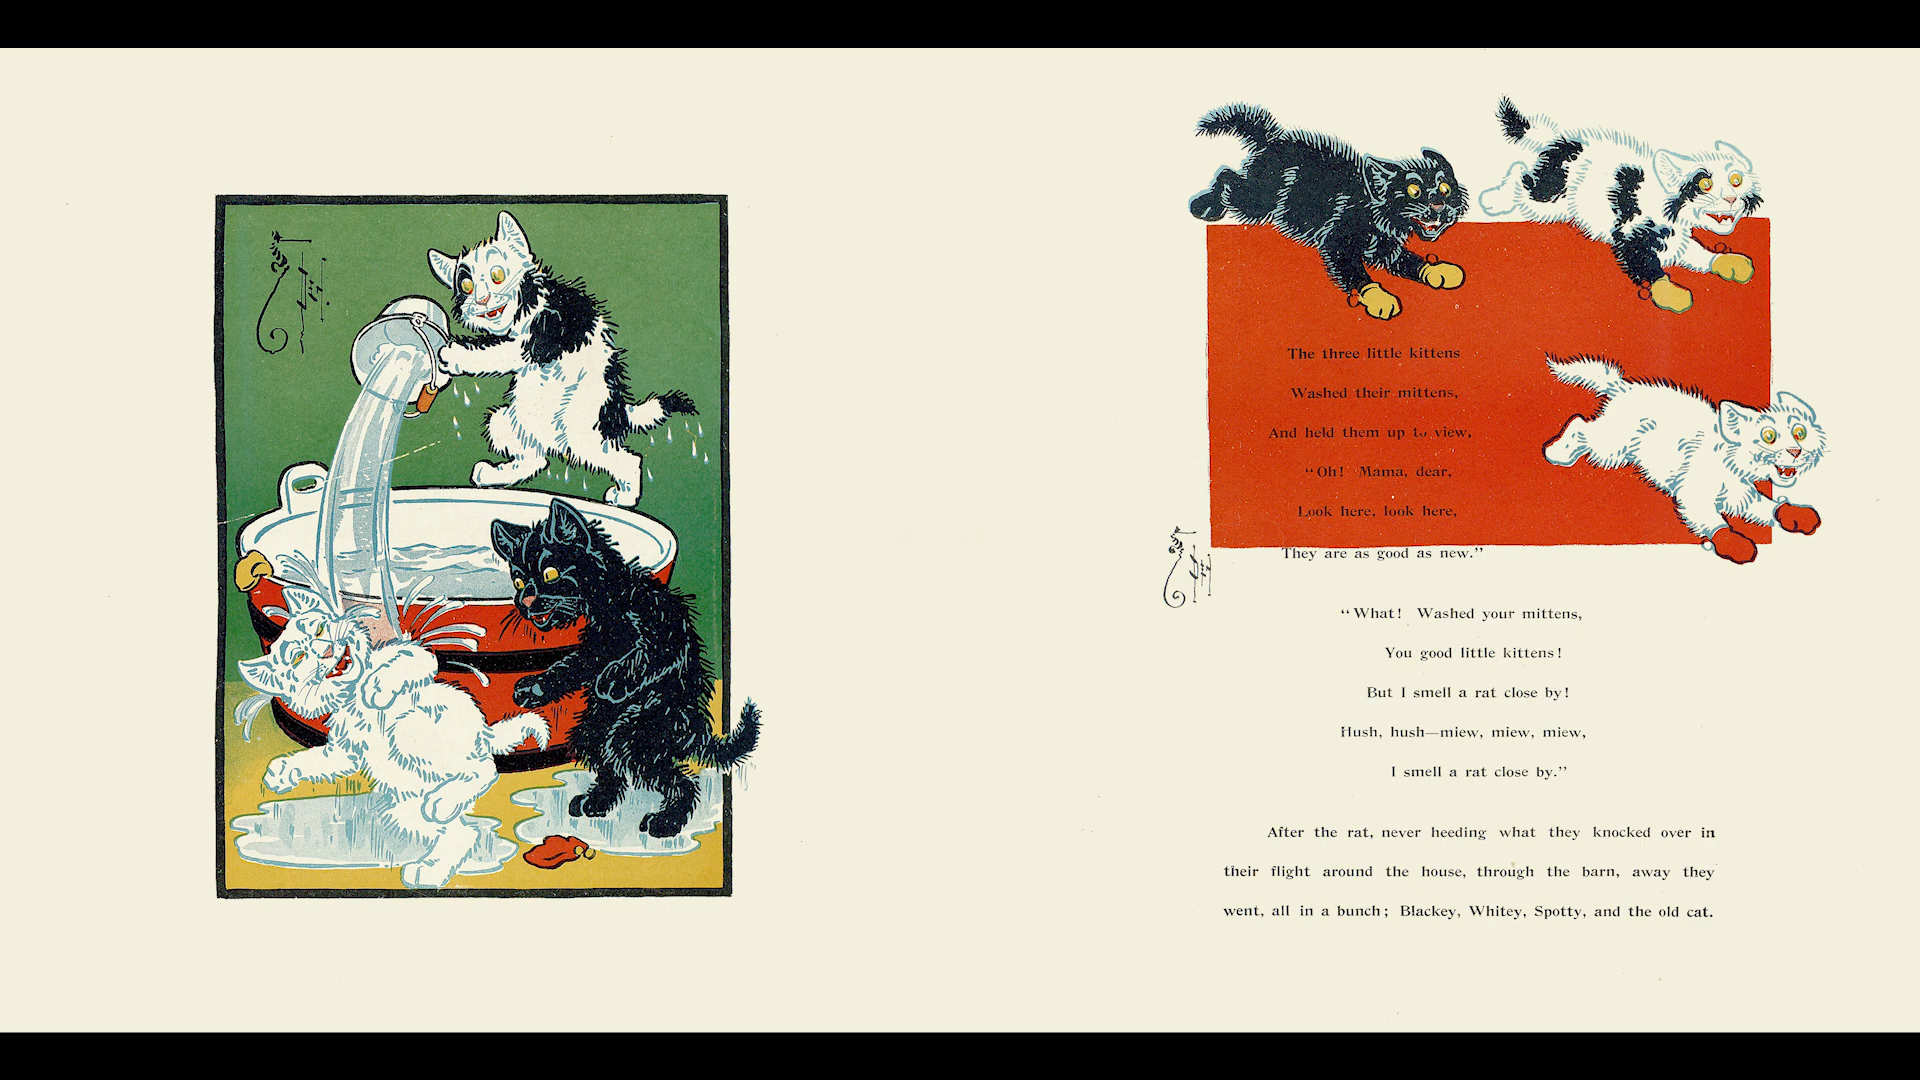 The three little kittens
Washed their mittens,
And held them up to view,
“Oh! Mama, dear,
Look here, look here,
They are as good as new.”
“What! Washed your mittens,
You good little kittens!
But I smell a rat close by!
Hush, hush—miew, miew, miew,
I smell a rat close by.”
After the rat, never heeding what they knocked over in
their flight around the house, through the barn, away they
went, all in a bunch; Blackey, Whitey, Spotty, and the old cat.